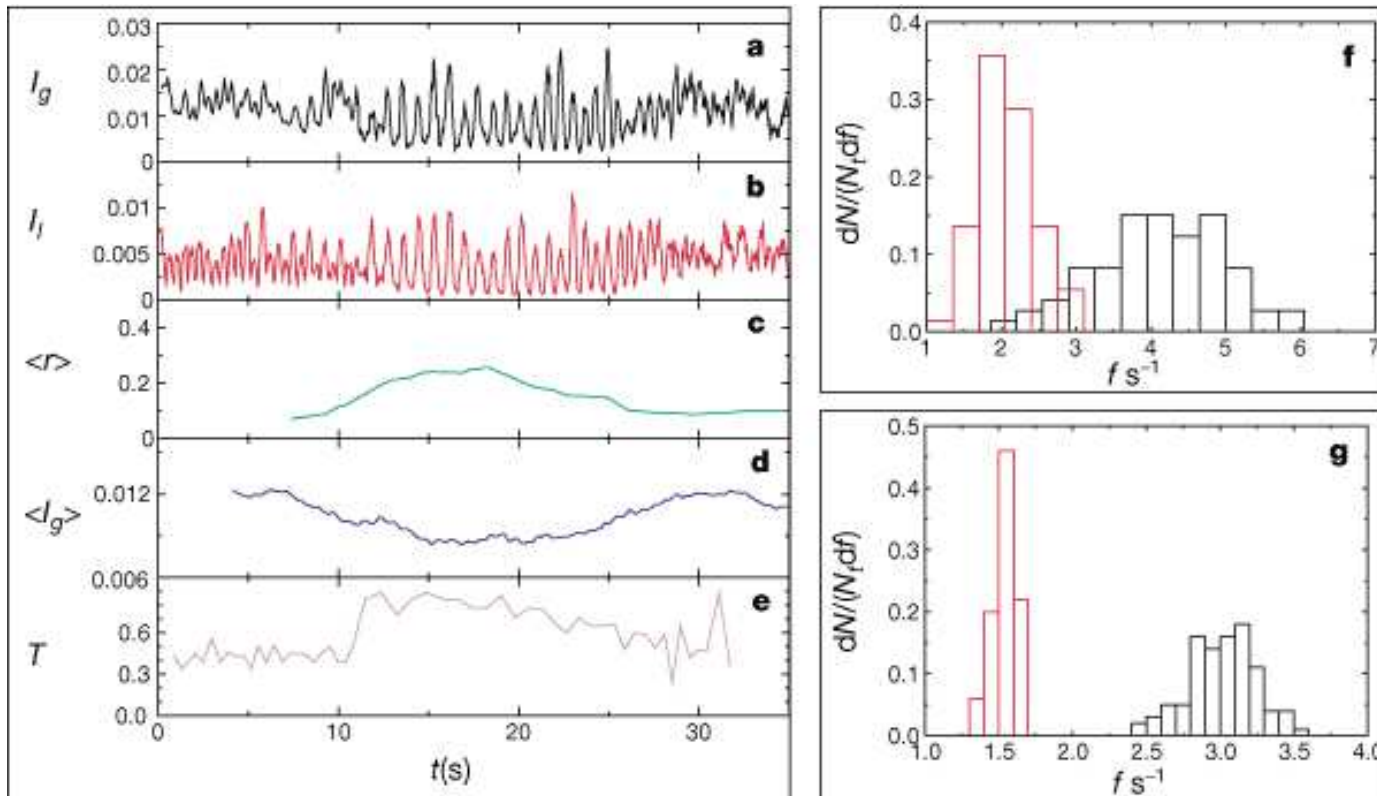 a
I_g
0.03
0.02
0.01
0
b
I_i
0.01
0.005
0
c
<r>
0.4
0.2
0
d
<I_g>
0.012
0.006
e
T
0.6
0.3
0.0
0 10 20 30
t(s)
f
dN/(N_t df)
0.4
0.3
0.2
0.1
0.0
1 2 3 4 5 6 7
f s⁻¹
g
dN/(N_t df)
0.5
0.4
0.3
0.2
0.1
0.0
1.0 1.5 2.0 2.5 3.0 3.5 4.0
f s⁻¹